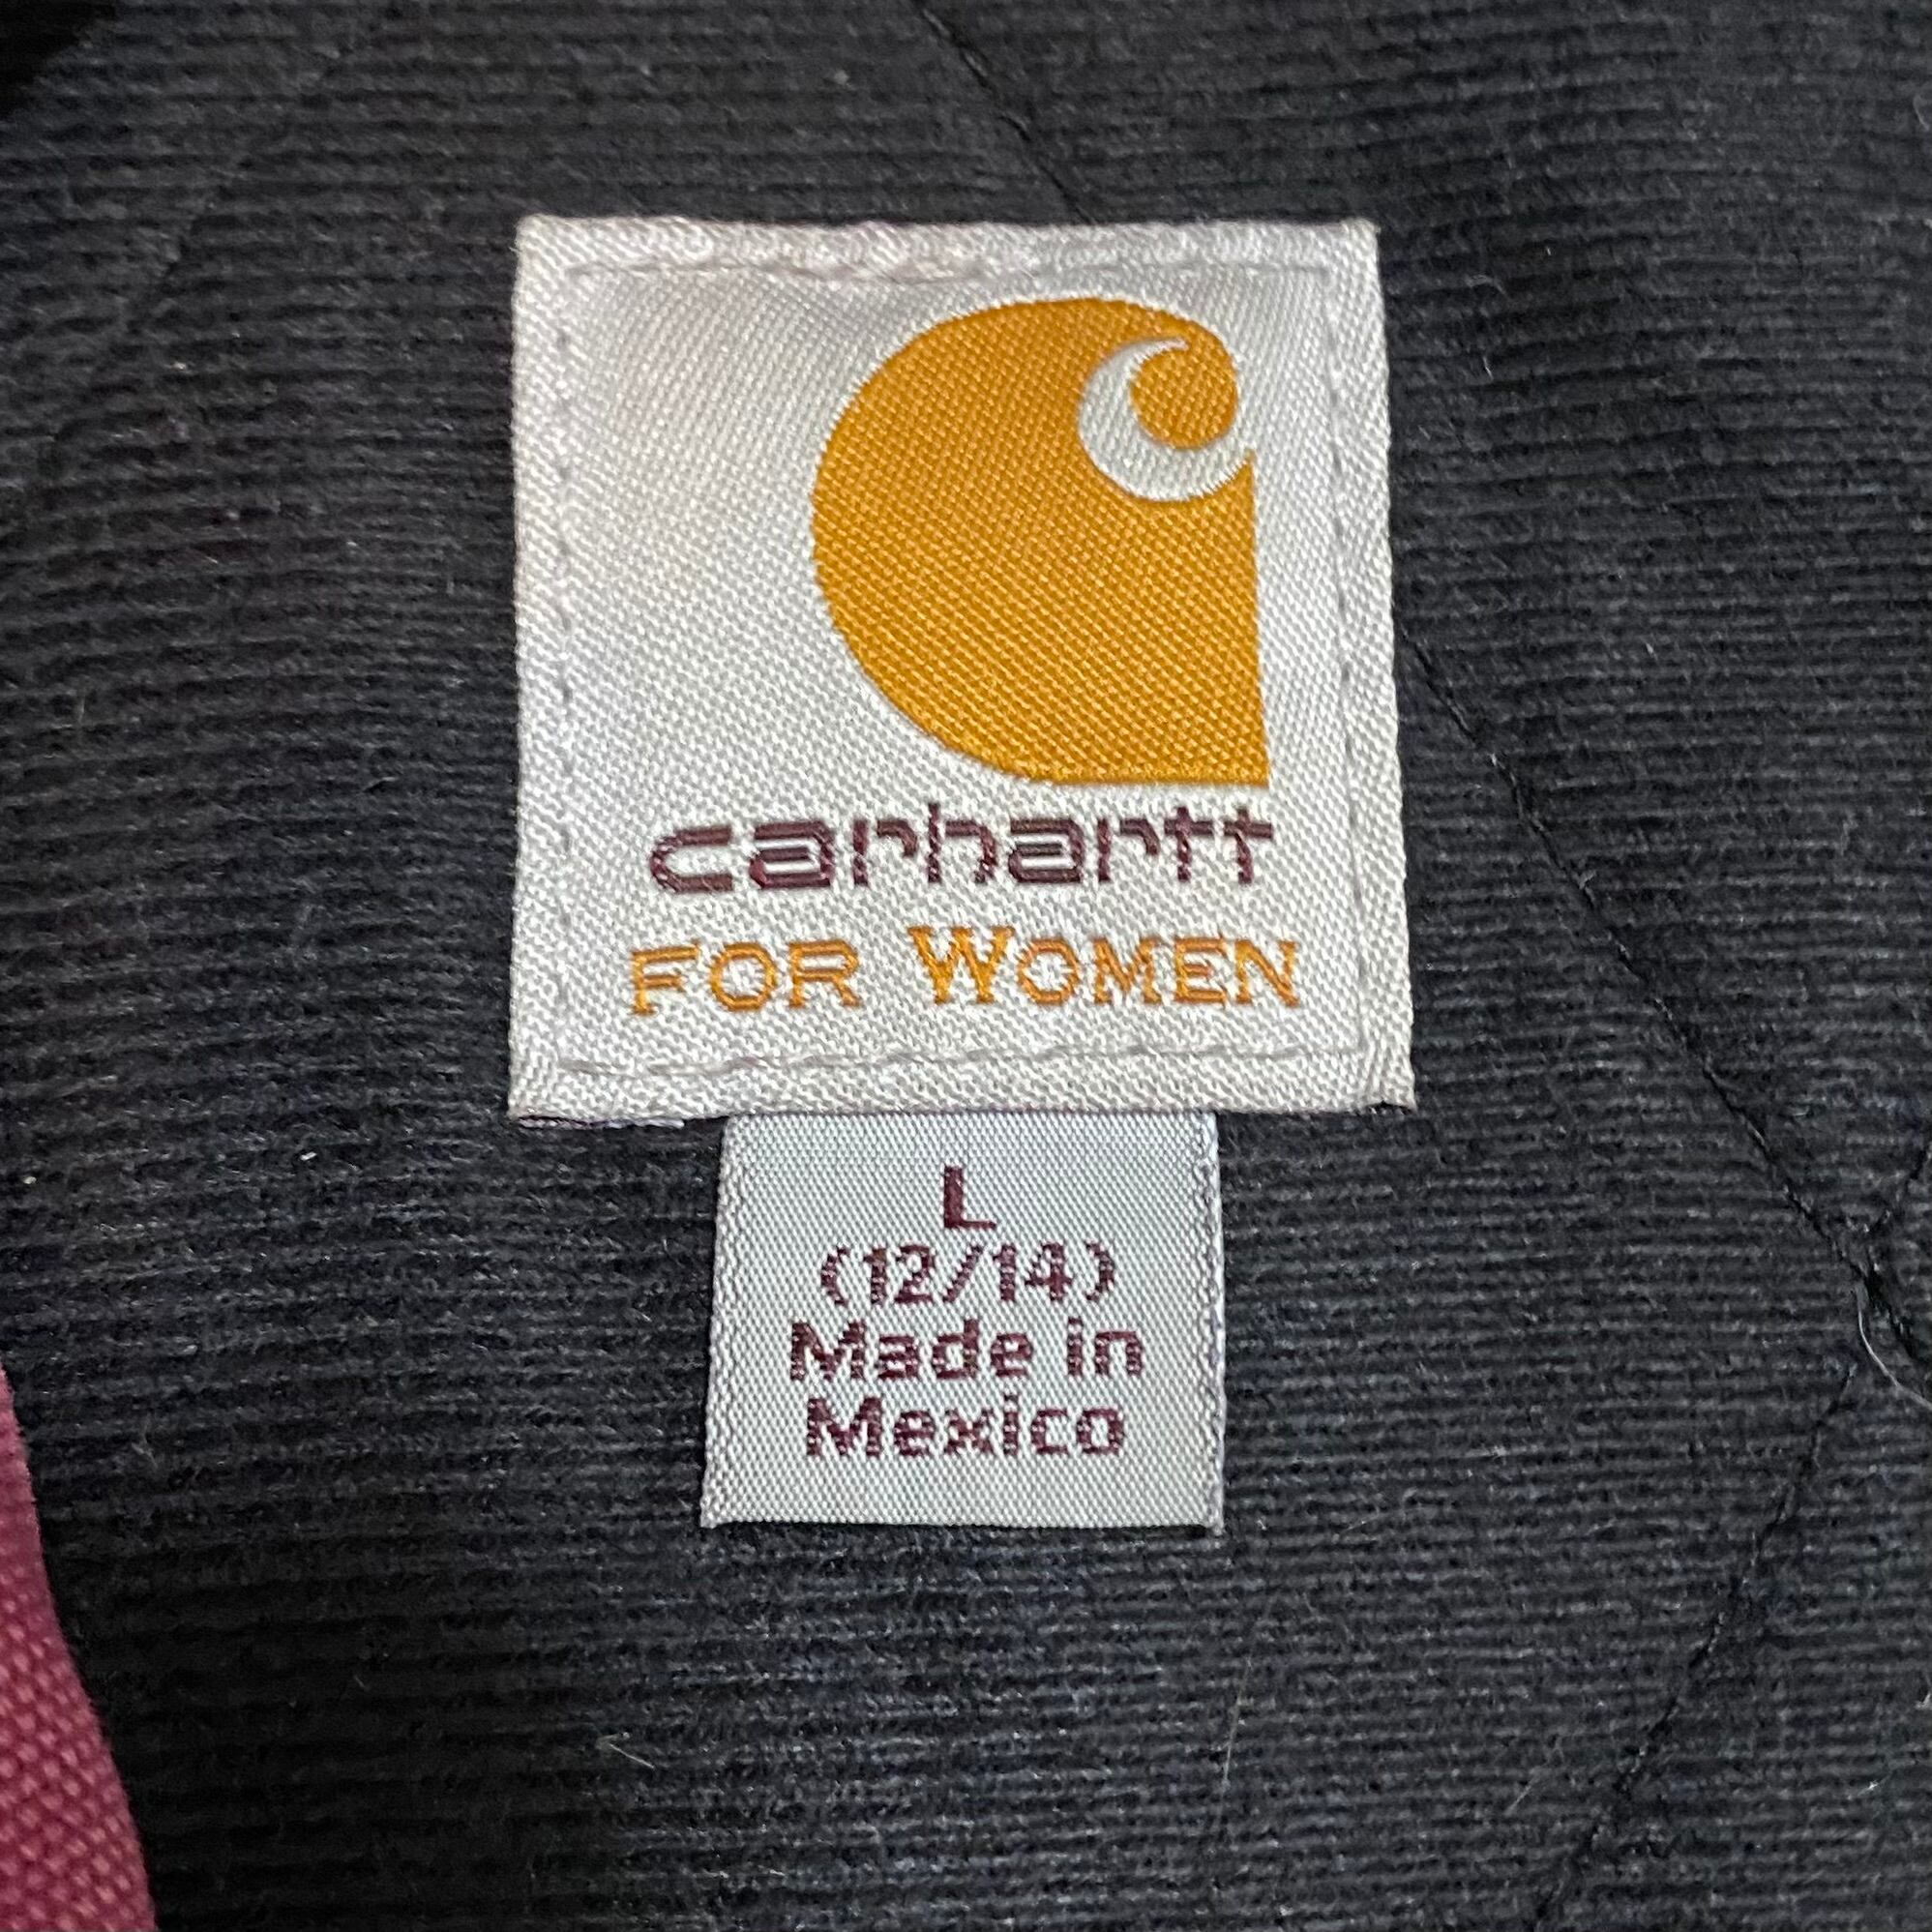 carhartt
FOR WOMEN
L
(12/14)
Made in
Mexico